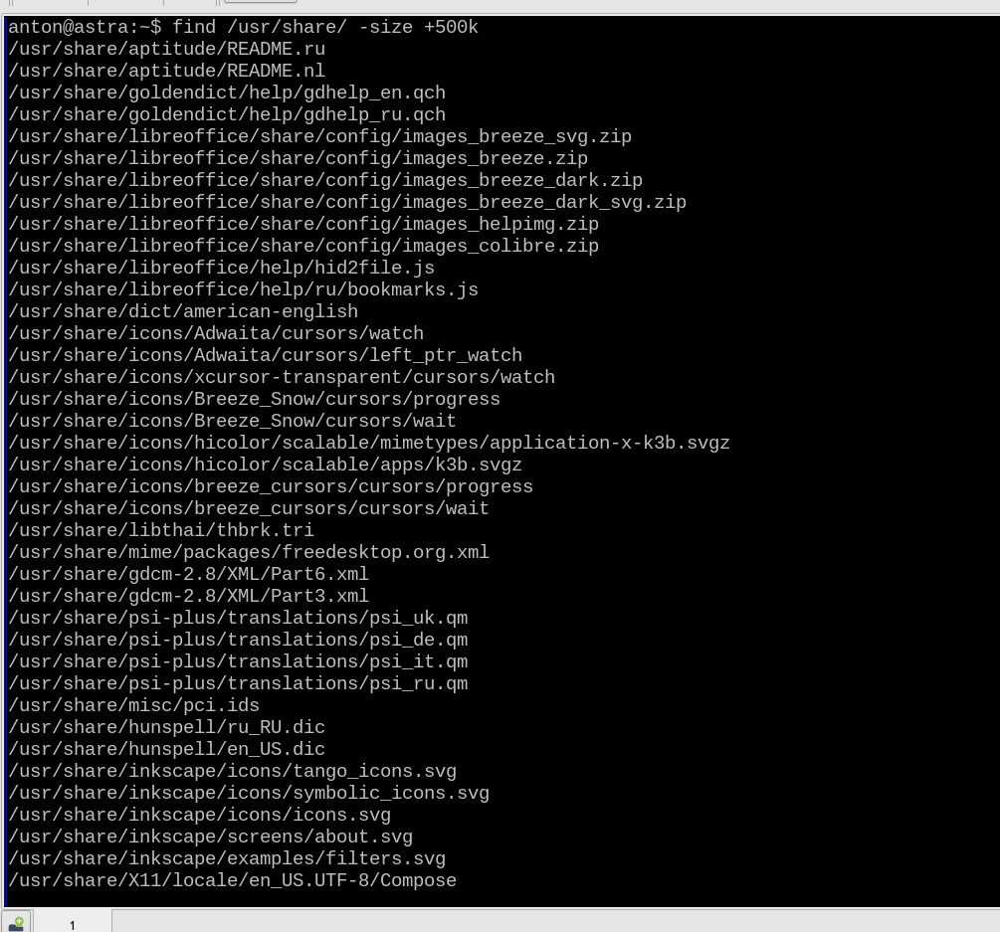 anton@astra:~$ find /usr/share/ -size +500k
/usr/share/aptitude/README.ru
/usr/share/aptitude/README.nl
/usr/share/goldendict/help/gdhelp_en.qch
/usr/share/goldendict/help/gdhelp_ru.qch
/usr/share/libreoffice/share/config/images_breeze_svg.zip
/usr/share/libreoffice/share/config/images_breeze.zip
/usr/share/libreoffice/share/config/images_breeze_dark.zip
/usr/share/libreoffice/share/config/images_breeze_dark_svg.zip
/usr/share/libreoffice/share/config/images_helpimg.zip
/usr/share/libreoffice/share/config/images_colibre.zip
/usr/share/libreoffice/help/hid2file.js
/usr/share/libreoffice/help/ru/bookmarks.js
/usr/share/dict/american-english
/usr/share/icons/Adwaita/cursors/watch
/usr/share/icons/Adwaita/cursors/left_ptr_watch
/usr/share/icons/xcursor-transparent/cursors/watch
/usr/share/icons/Breeze_Snow/cursors/progress
/usr/share/icons/Breeze_Snow/cursors/wait
/usr/share/icons/hicolor/scalable/mimetypes/application-x-k3b.svgz
/usr/share/icons/hicolor/scalable/apps/k3b.svgz
/usr/share/icons/breeze_cursors/cursors/progress
/usr/share/icons/breeze_cursors/cursors/wait
/usr/share/libthai/thbrk.tri
/usr/share/mime/packages/freedesktop.org.xml
/usr/share/gdcm-2.8/XML/Part6.xml
/usr/share/gdcm-2.8/XML/Part3.xml
/usr/share/psi-plus/translations/psi_uk.qm
/usr/share/psi-plus/translations/psi_de.qm
/usr/share/psi-plus/translations/psi_it.qm
/usr/share/psi-plus/translations/psi_ru.qm
/usr/share/misc/pci.ids
/usr/share/hunspell/ru_RU.dic
/usr/share/hunspell/en_US.dic
/usr/share/inkscape/icons/tango_icons.svg
/usr/share/inkscape/icons/symbolic_icons.svg
/usr/share/inkscape/icons/icons.svg
/usr/share/inkscape/screens/about.svg
/usr/share/inkscape/examples/filters.svg
/usr/share/X11/locale/en_US.UTF-8/Compose
1